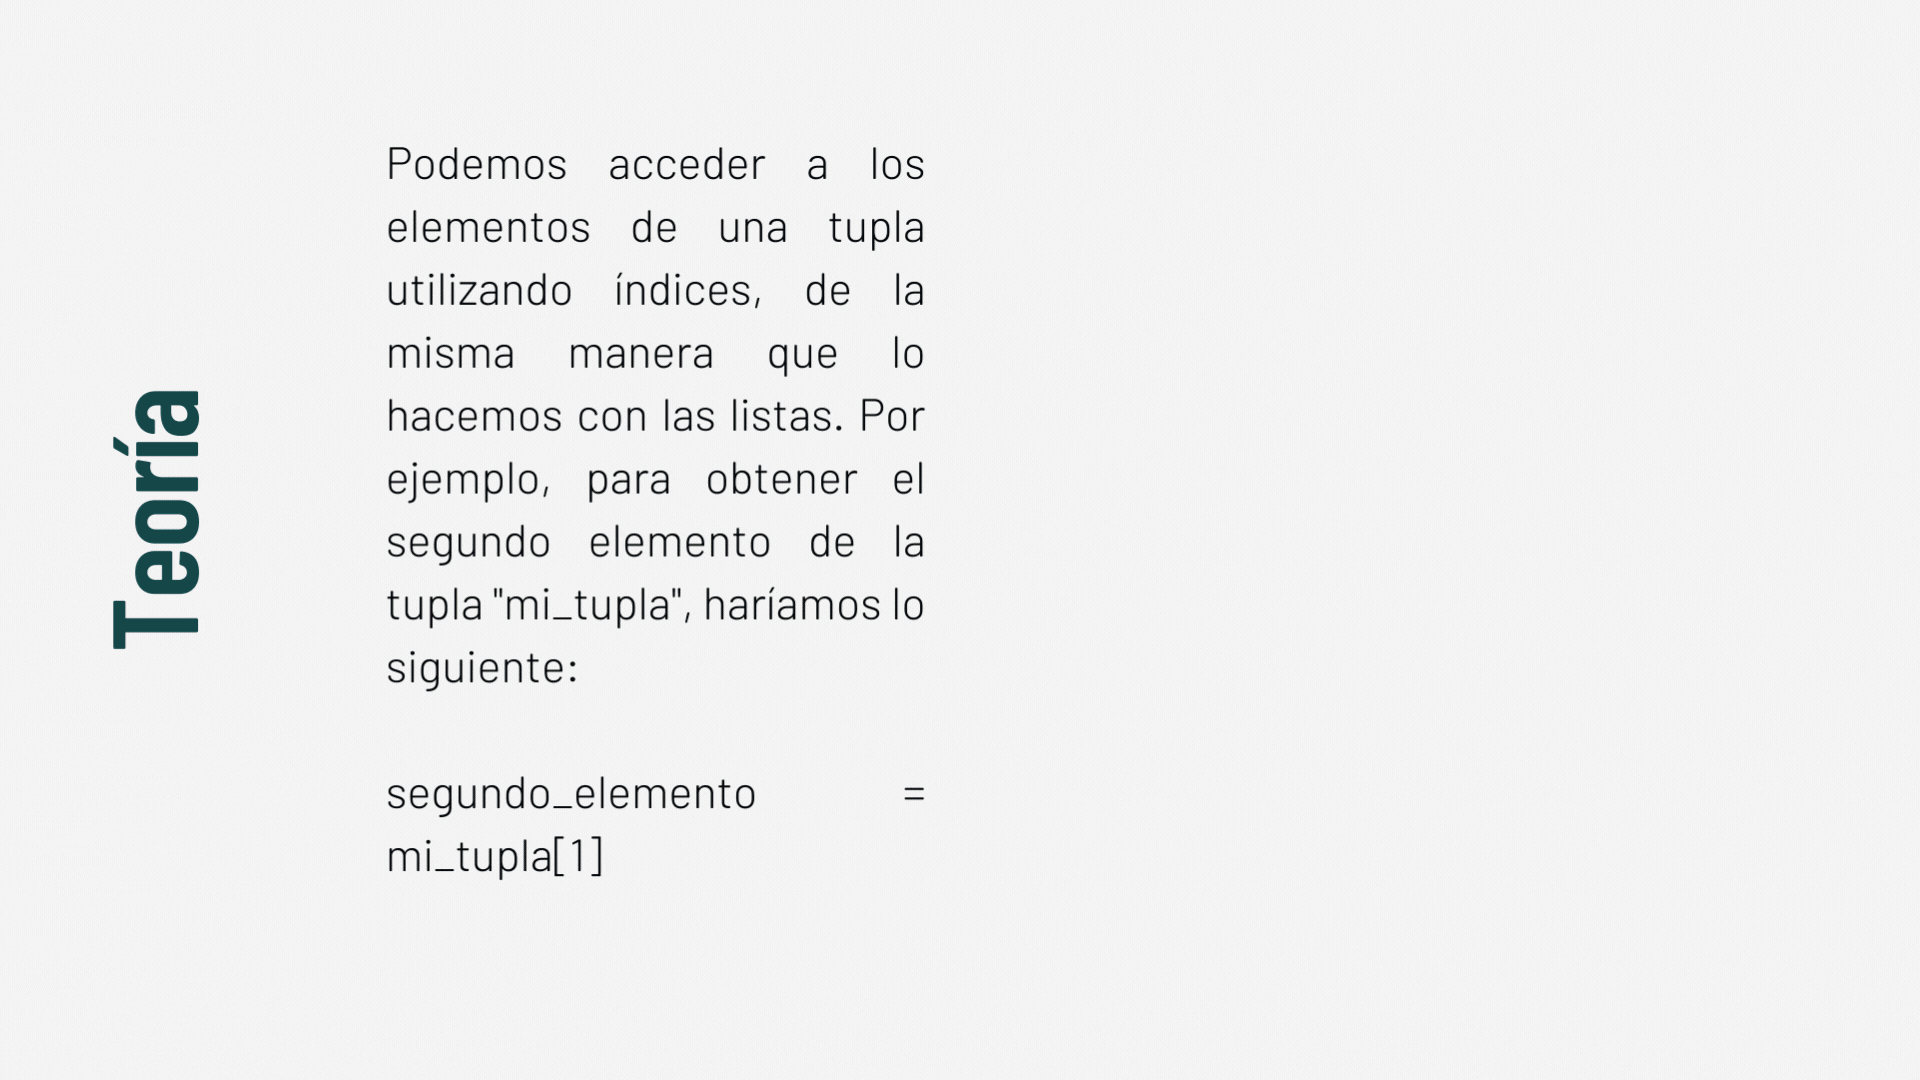 Teoría
Podemos acceder a los
elementos de una tupla
utilizando índices, de la
misma manera que lo
hacemos con las listas. Por
ejemplo, para obtener el
segundo elemento de la
tupla "mi_tupla", haríamos lo
siguiente:
segundo_elemento =
mi_tupla[1]